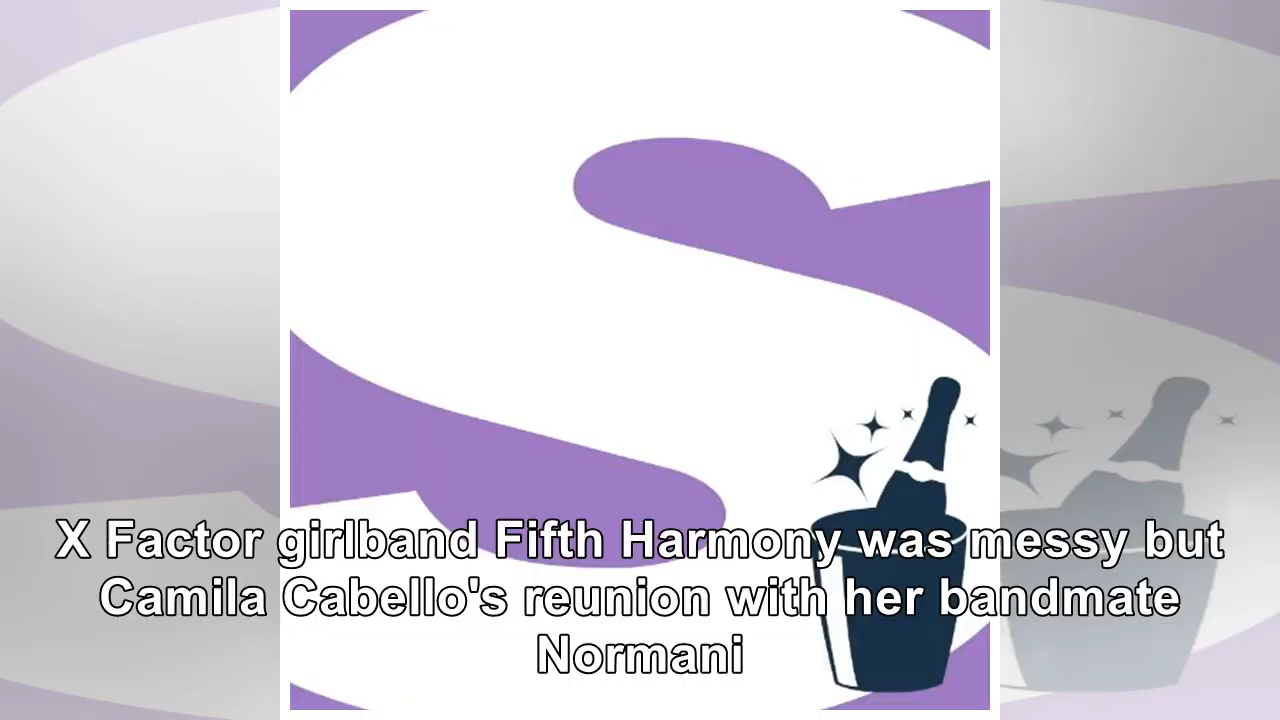 X Factor girlband Fifth Harmony was messy but
Camila Cabello's reunion with her bandmate
Normani